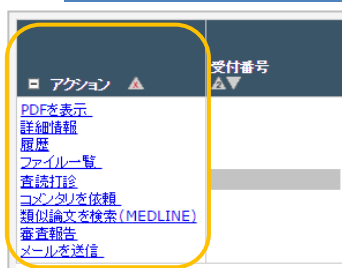 アクション
受付番号
PDFを表示
詳細情報
履歴
ファイル一覧
査読打診
コメンタリを依頼
類似論文を検索(MEDLINE)
審査報告
メールを送信